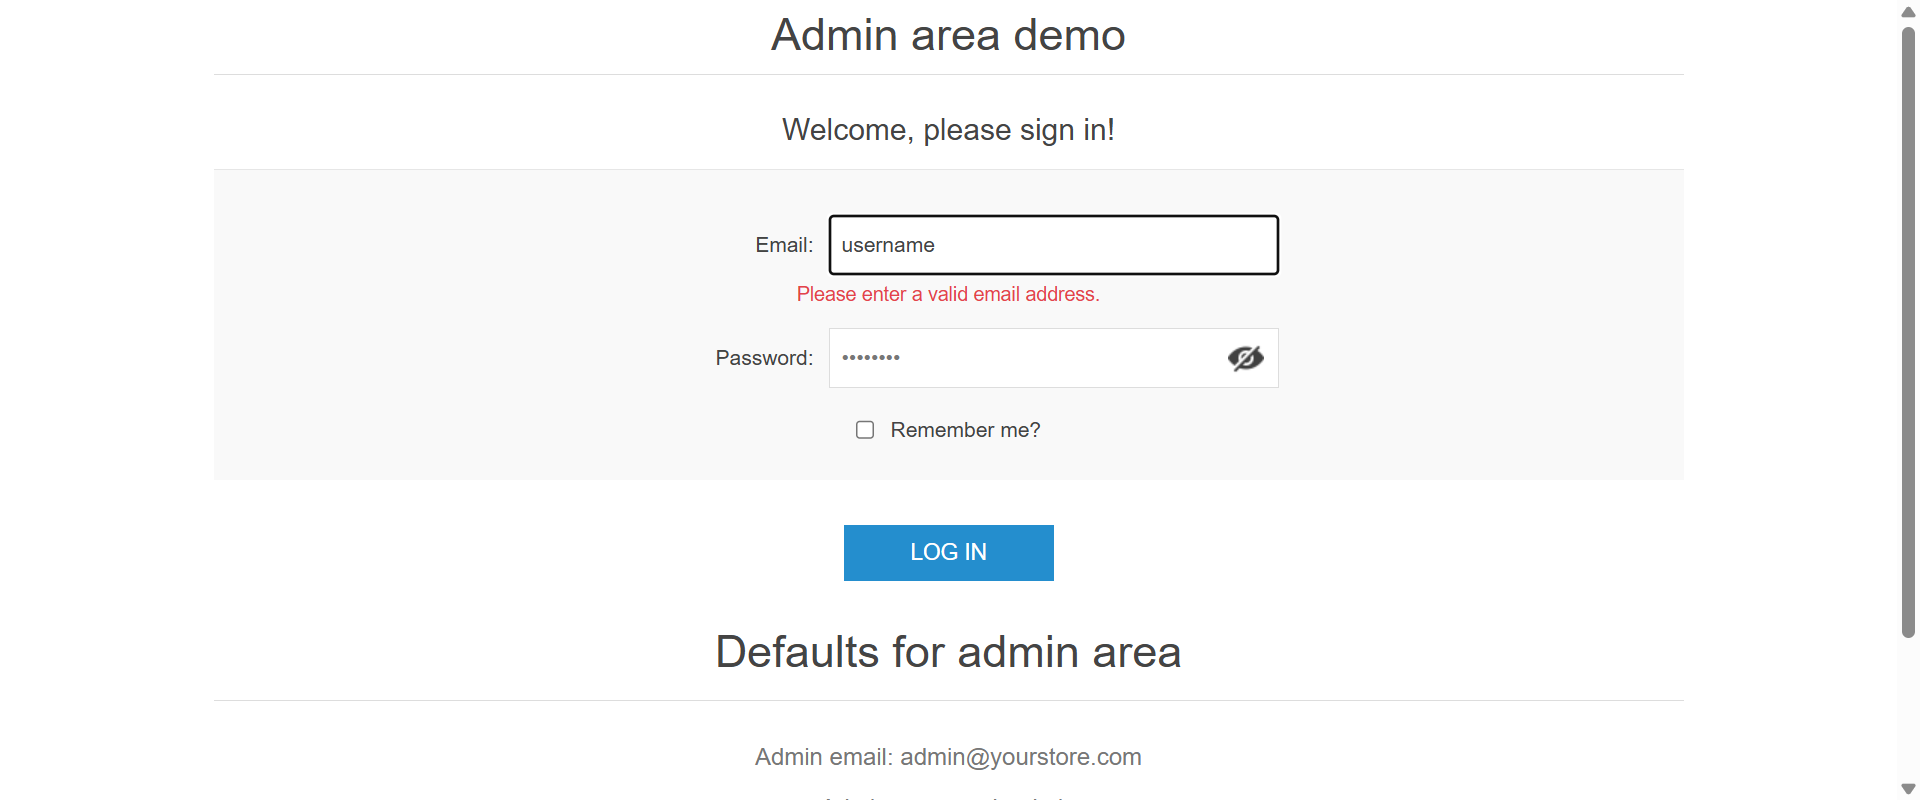 Admin area demo
Welcome, please sign in!
Email: username
Please enter a valid email address.
Password: ••••••••
Remember me?
LOG IN
Defaults for admin area
Admin email: admin@yourstore.com